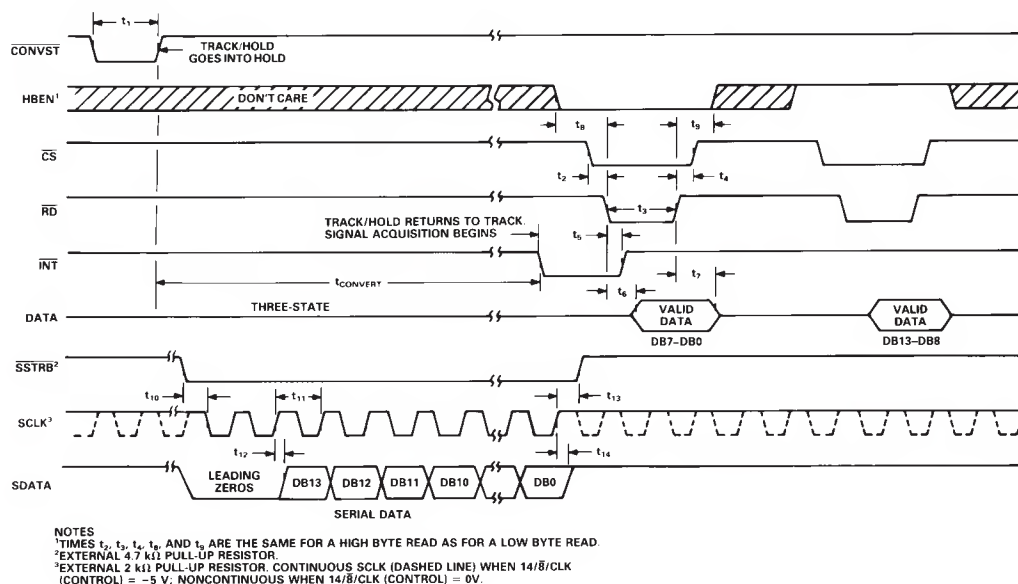 t1
CONVST
TRACK/HOLD
GOES INTO HOLD
HBEN1
DON'T CARE
t8
t9
CS
t2
t4
RD
t3
TRACK/HOLD RETURNS TO TRACK.
SIGNAL ACQUISITION BEGINS
t5
INT
tCONVERT
t7
t6
THREE-STATE
DATA
VALID
DATA
VALID
DATA
DB7–DB0
DB13–DB8
SSTRB2
t10
t11
t13
SCLK3
t12
t14
SDATA
LEADING
ZEROS
DB13
DB12
DB11
DB10
DB0
SERIAL DATA
NOTES
1TIMES t2, t3, t4, t8, AND t9 ARE THE SAME FOR A HIGH BYTE READ AS FOR A LOW BYTE READ.
2EXTERNAL 4.7 kΩ PULL-UP RESISTOR.
3EXTERNAL 2 kΩ PULL-UP RESISTOR. CONTINUOUS SCLK (DASHED LINE) WHEN 14/8/CLK
(CONTROL) = –5 V; NONCONTINUOUS WHEN 14/8/CLK (CONTROL) = 0V.